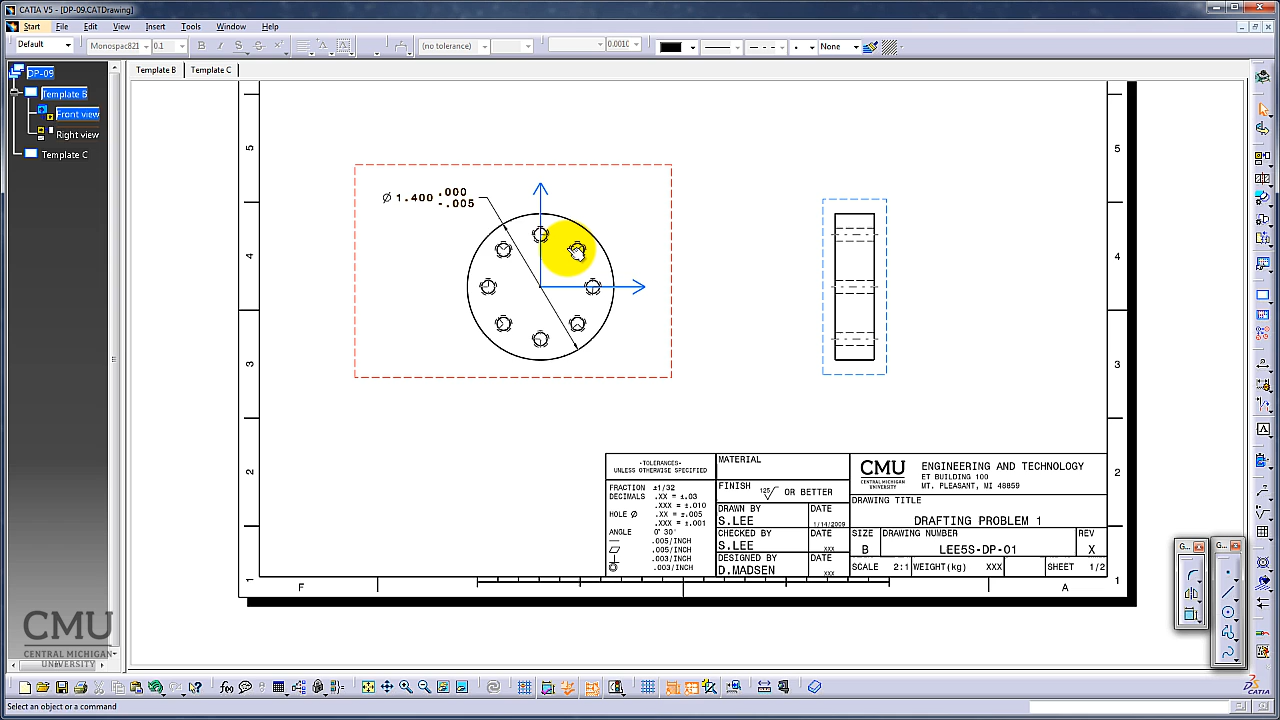 CATIA V5 - [DP-09.CATDrawing]
Start File Edit View Insert Tools Window Help
Default Monospac821 0.1 B I S X (no tolerance) 0.0010 None
DP-09
Template B
Front view
Right view
Template C
Template B Template C
5 5
Ø 1.400 .000
-.005
4 4
3 3
2 2
1 1
F A
-TOLERANCES-
UNLESS OTHERWISE SPECIFIED
FRACTION ±1/32
DECIMALS .XX = ±.03
.XXX = ±.010
HOLE Ø .XX = ±.005
.XXX = ±.001
ANGLE 0° 30'
.005/INCH
.005/INCH
.003/INCH
.003/INCH
MATERIAL
FINISH 125 OR BETTER
DRAWN BY DATE
S.LEE 1/14/2009
CHECKED BY DATE
S.LEE XXX
DESIGNED BY DATE
D.MADSEN XXX
CMU
CENTRAL MICHIGAN
UNIVERSITY
ENGINEERING AND TECHNOLOGY
ET BUILDING 100
MT. PLEASANT, MI 48859
DRAWING TITLE
DRAFTING PROBLEM 1
SIZE DRAWING NUMBER REV
B LEE5S-DP-01 X
SCALE 2:1 WEIGHT(kg) XXX SHEET 1/2
G... G...
CMU
CENTRAL MICHIGAN
UNIVERSITY
Select an object or a command
CATIA